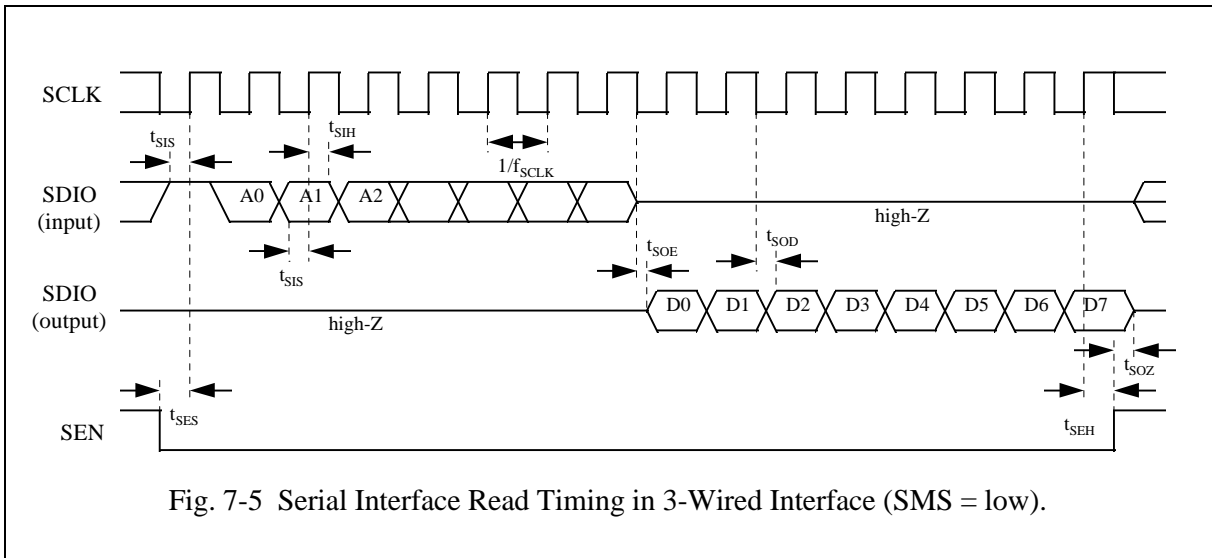 SCLK
tSIS
tSIH
1/fSCLK
SDIO
(input)
A0 A1 A2
high-Z
tSIS
tSOE
tSOD
SDIO
(output)
D0 D1 D2 D3 D4 D5 D6 D7
high-Z
tSOZ
tSES
tSEH
SEN
Fig. 7-5 Serial Interface Read Timing in 3-Wired Interface (SMS = low).